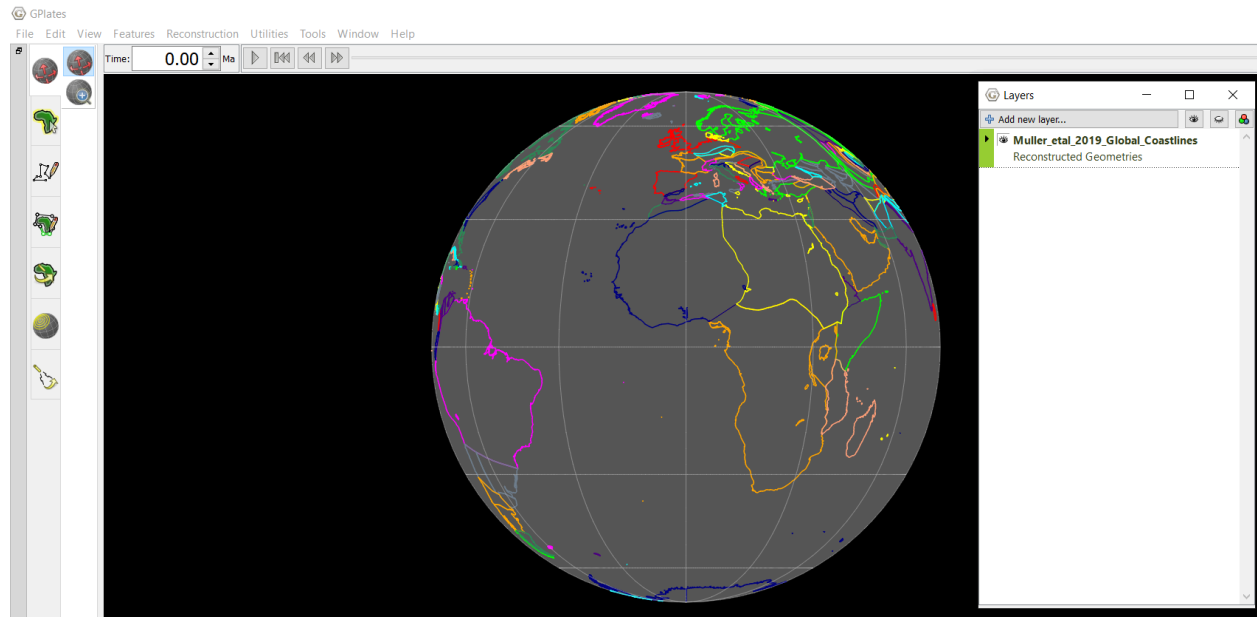 GPlates
File Edit View Features Reconstruction Utilities Tools Window Help
Time: 0.00 Ma
Layers
Add new layer...
Muller_etal_2019_Global_Coastlines
Reconstructed Geometries